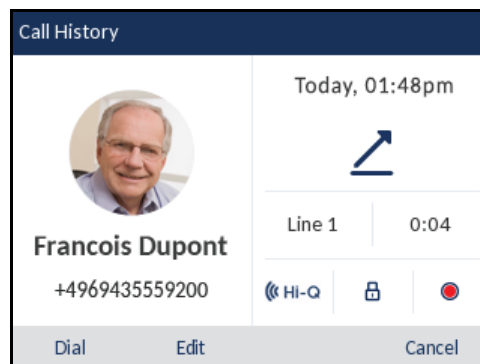 Call History
Francois Dupont
+4969435559200
Today, 01:48pm
Line 1
0:04
Hi-Q
Dial
Edit
Cancel